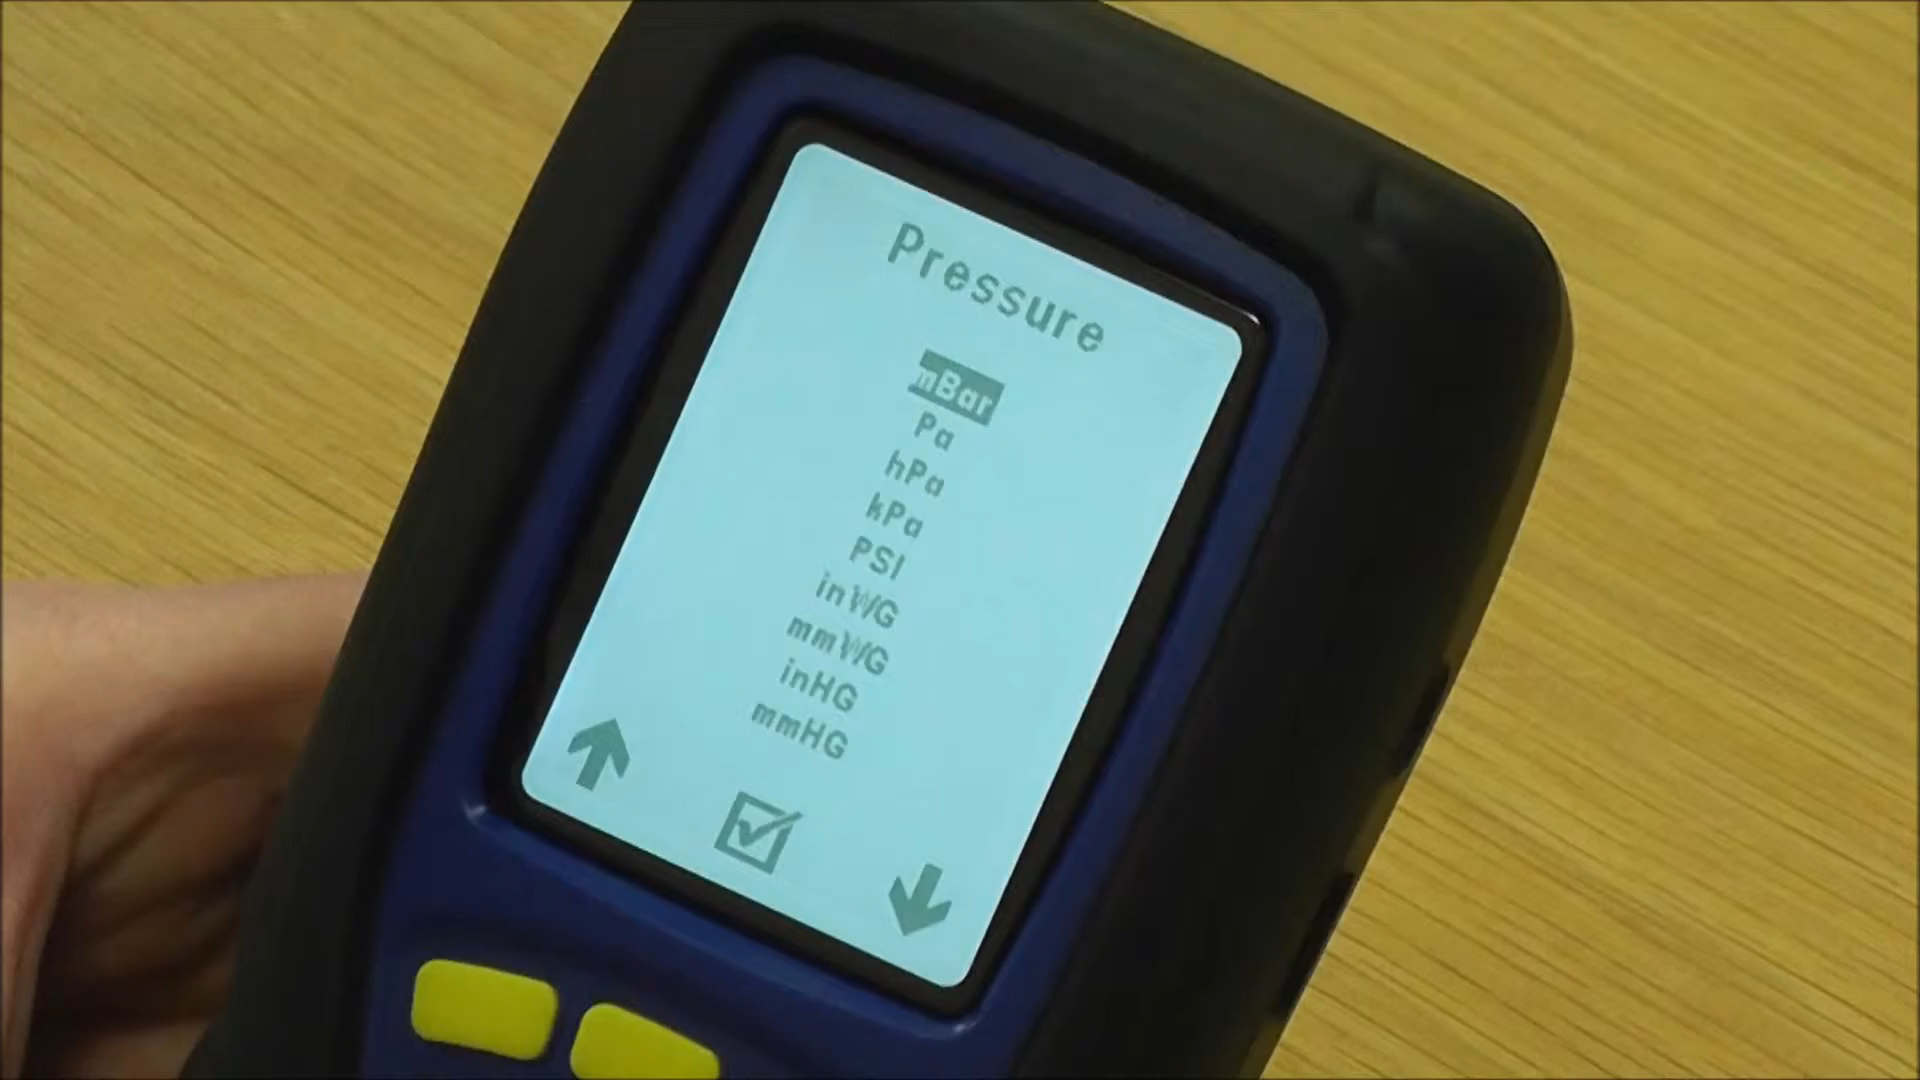 Pressure
mBar
Pa
hPa
kPa
PSI
inWG
mmWG
inHG
mmHG